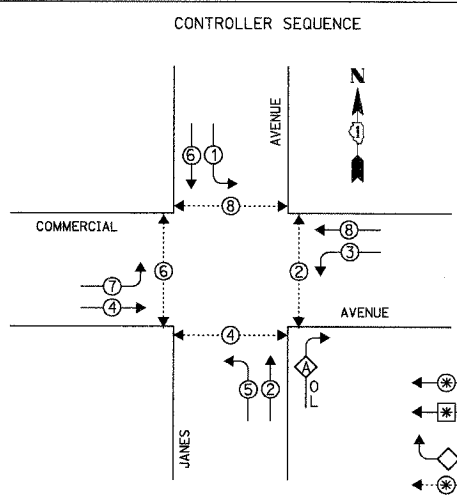 CONTROLLER SEQUENCE
AVENUE
N
1
6
1
8
COMMERCIAL
8
3
6
2
7
4
AVENUE
4
A
OL
5
2
JANES
*
*
*